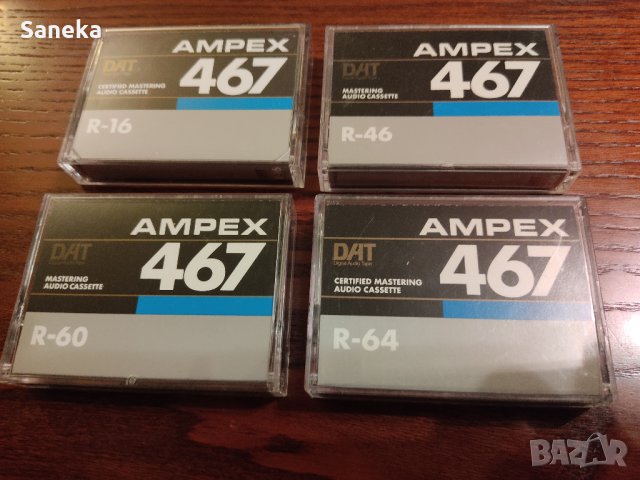 Saneka
AMPEX
DAT
467
CERTIFIED MASTERING
AUDIO CASSETTE
R-16
AMPEX
DAT
467
MASTERING
AUDIO CASSETTE
R-46
AMPEX
DAT
467
MASTERING
AUDIO CASSETTE
R-60
AMPEX
DAT
Digital Audio Tape
467
CERTIFIED MASTERING
AUDIO CASSETTE
R-64
BAZAR